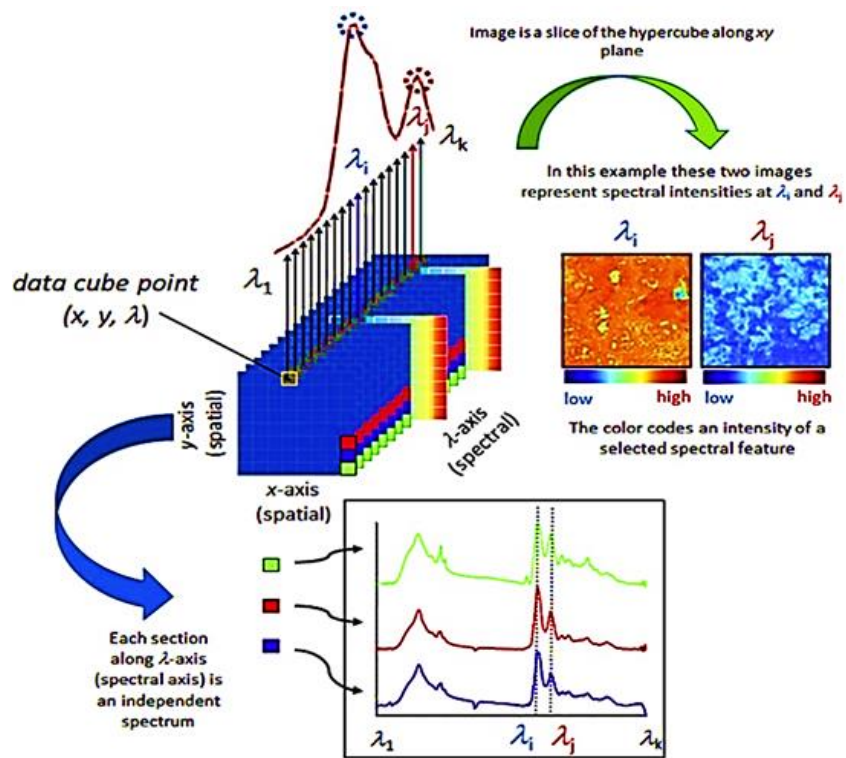 Image is a slice of the hypercube along xy
plane
λj
λk
λi
In this example these two images
represent spectral intensities at λi and λj
λi
λj
λ1
data cube point
(x, y, λ)
low
high
low
high
The color codes an intensity of a
selected spectral feature
y-axis
(spatial)
λ-axis
(spectral)
x-axis
(spatial)
Each section
along λ-axis
(spectral axis) is
an independent
spectrum
λ1
λi
λj
λk